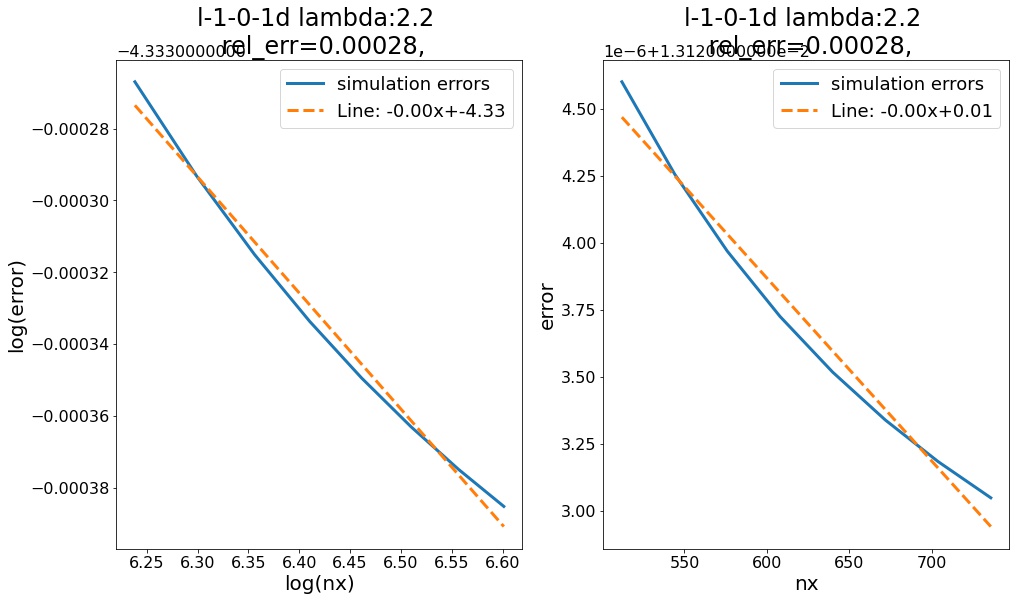 l-1-0-1d lambda:2.2
rel_err=0.00028,
−4.3330000000
simulation errors
Line: -0.00x+-4.33
−0.00028
−0.00030
−0.00032
−0.00034
−0.00036
−0.00038
log(error)
6.25 6.30 6.35 6.40 6.45 6.50 6.55 6.60
log(nx)
l-1-0-1d lambda:2.2
rel_err=0.00028,
1e−6+1.3120000000e−2
simulation errors
Line: -0.00x+0.01
4.50
4.25
4.00
3.75
3.50
3.25
3.00
error
550 600 650 700
nx